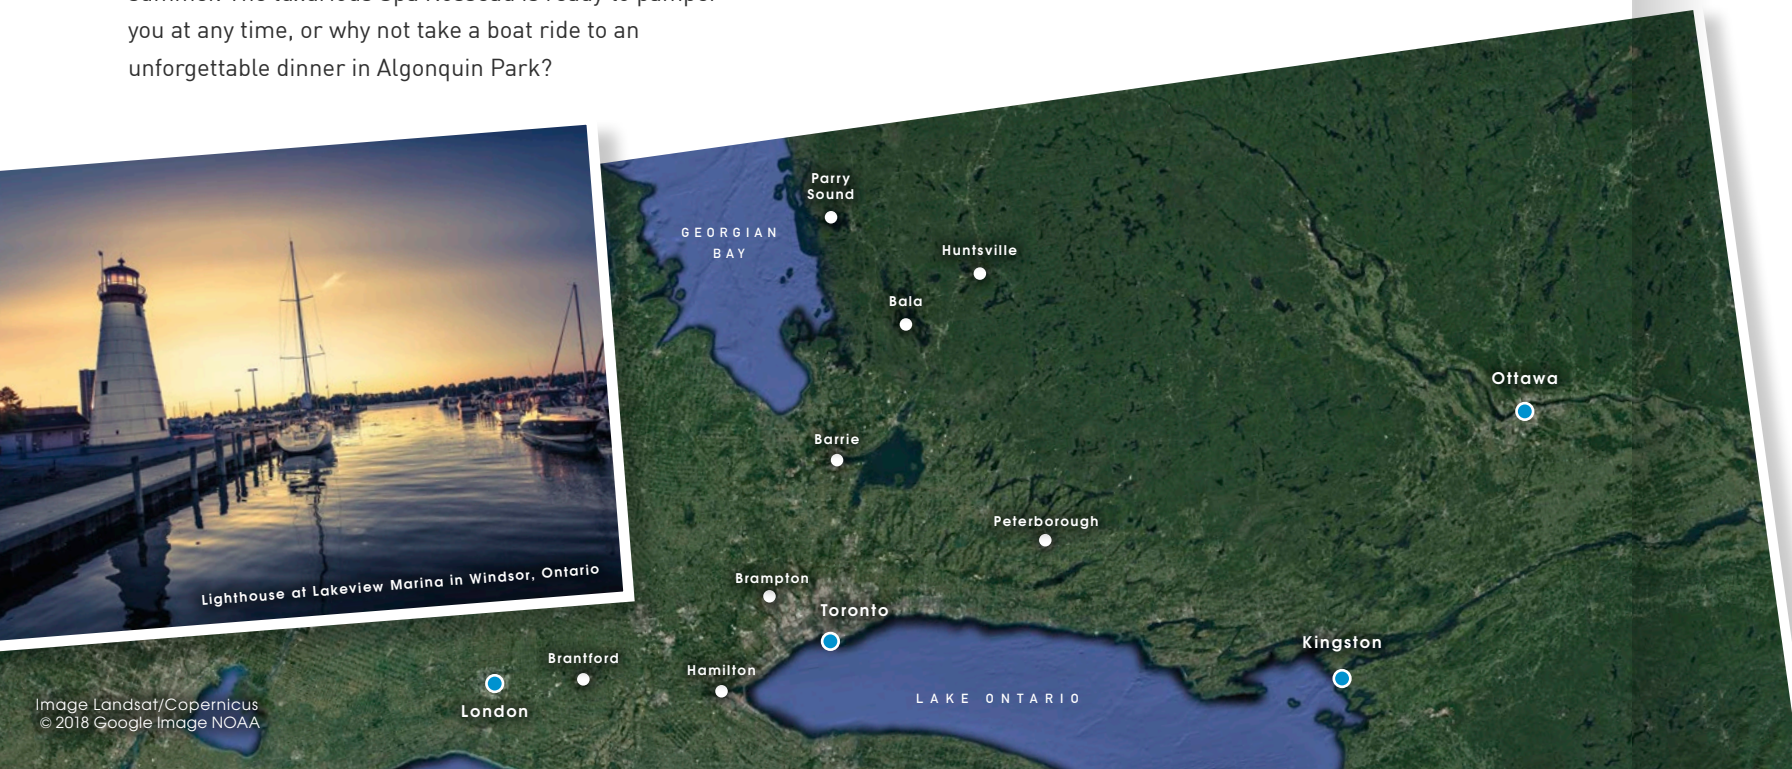 you at any time, or why not take a boat ride to an
unforgettable dinner in Algonquin Park?
Parry
Sound
GEORGIAN
BAY
Huntsville
Bala
Ottawa
Barrie
Peterborough
Lighthouse at Lakeview Marina in Windsor, Ontario
Brampton
Toronto
Kingston
Brantford
Hamilton
London
LAKE ONTARIO
Image Landsat/Copernicus
© 2018 Google Image NOAA